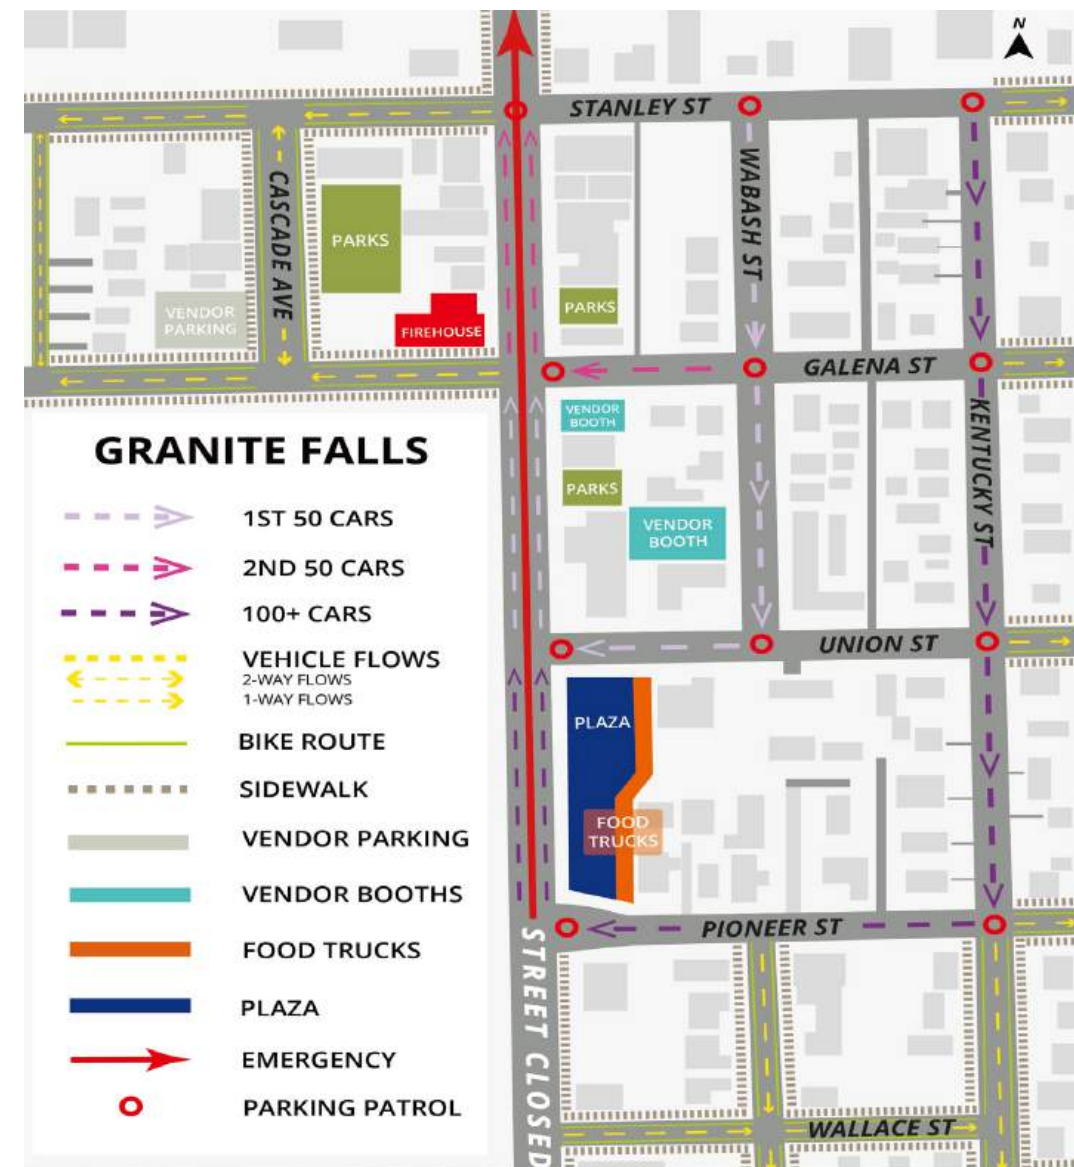 N
STANLEY ST
CASCADE AVE
WABASH ST
PARKS
VENDOR
PARKING
FIREHOUSE
PARKS
GALENA ST
KENTUCKY ST
VENDOR
BOOTH
PARKS
VENDOR
BOOTH
UNION ST
PLAZA
FOOD
TRUCKS
PIONEER ST
STREET CLOSED
WALLACE ST
GRANITE FALLS
1ST 50 CARS
2ND 50 CARS
100+ CARS
VEHICLE FLOWS
2-WAY FLOWS
1-WAY FLOWS
BIKE ROUTE
SIDEWALK
VENDOR PARKING
VENDOR BOOTHS
FOOD TRUCKS
PLAZA
EMERGENCY
PARKING PATROL